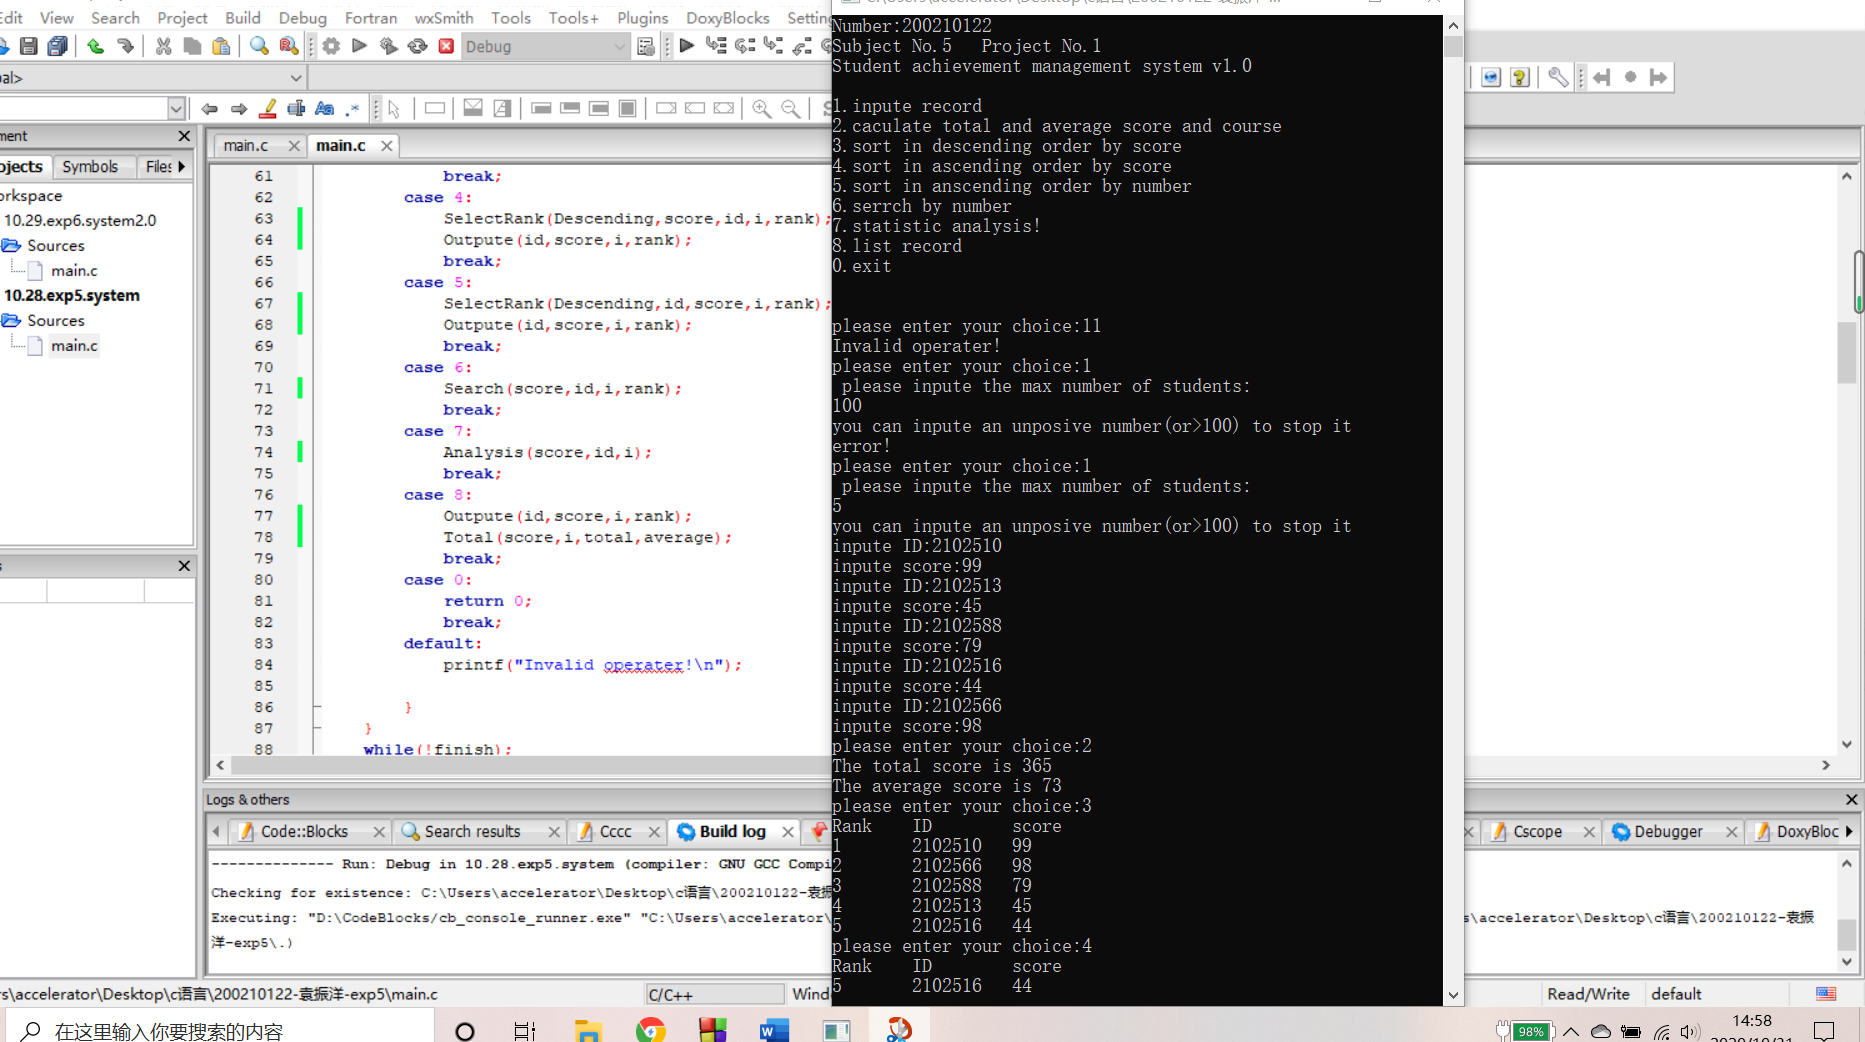 Edit View Search Project Build Debug Fortran wxSmith Tools Tools+ Plugins DoxyBlocks
Debug
main.c main.c
ojects Symbols Files
orkspace
10.29.exp6.system2.0
Sources
main.c
10.28.exp5.system
Sources
main.c
61 break;
62 case 4:
63 SelectRank(Descending,score,id,i,rank);
64 Outpute(id,score,i,rank);
65 break;
66 case 5:
67 SelectRank(Descending,id,score,i,rank);
68 Outpute(id,score,i,rank);
69 break;
70 case 6:
71 Search(score,id,i,rank);
72 break;
73 case 7:
74 Analysis(score,id,i);
75 break;
76 case 8:
77 Outpute(id,score,i,rank);
78 Total(score,i,total,average);
79 break;
80 case 0:
81 return 0;
82 break;
83 default:
84 printf("Invalid operater!\n");
85
86 }
87 }
88 while(!finish);
Number:200210122
Subject No.5 Project No.1
Student achievement management system v1.0
1.inpute record
2.caculate total and average score and course
3.sort in descending order by score
4.sort in ascending order by score
5.sort in anscending order by number
6.serrch by number
7.statistic analysis!
8.list record
0.exit
please enter your choice:11
Invalid operater!
please enter your choice:1
please inpute the max number of students:
100
you can inpute an unposive number(or>100) to stop it
error!
please enter your choice:1
please inpute the max number of students:
5
you can inpute an unposive number(or>100) to stop it
inpute ID:2102510
inpute score:99
inpute ID:2102513
inpute score:45
inpute ID:2102588
inpute score:79
inpute ID:2102516
inpute score:44
inpute ID:2102566
inpute score:98
please enter your choice:2
The total score is 365
The average score is 73
please enter your choice:3
Rank ID score
1 2102510 99
2 2102566 98
3 2102588 79
4 2102513 45
5 2102516 44
please enter your choice:4
Rank ID score
5 2102516 44
Logs & others
Code::Blocks Search results Cccc Build log Cscope Debugger DoxyBloc
-------------- Run: Debug in 10.28.exp5.system (compiler: GNU GCC Compi
Checking for existence: C:\Users\accelerator\Desktop\c语言\200210122-袁振
Executing: "D:\CodeBlocks/cb_console_runner.exe" "C:\Users\accelerator\ s\accelerator\Desktop\c语言\200210122-袁振
洋-exp5\.)
s\accelerator\Desktop\c语言\200210122-袁振洋-exp5\main.c C/C++ Read/Write default
在这里输入你要搜索的内容 98% 14:58